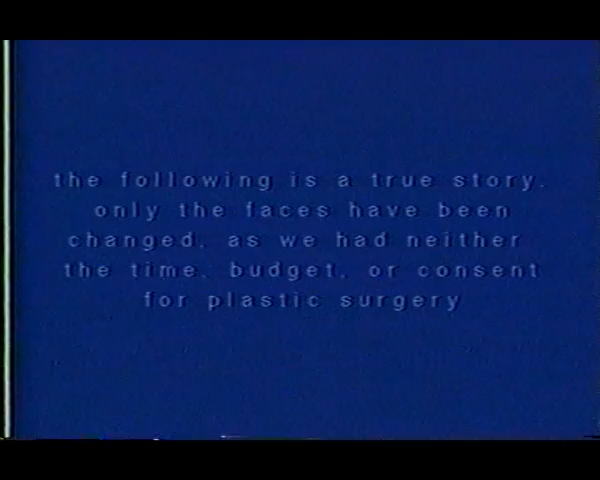 the following is a true story.
only the faces have been
changed, as we had neither
the time, budget, or consent
for plastic surgery